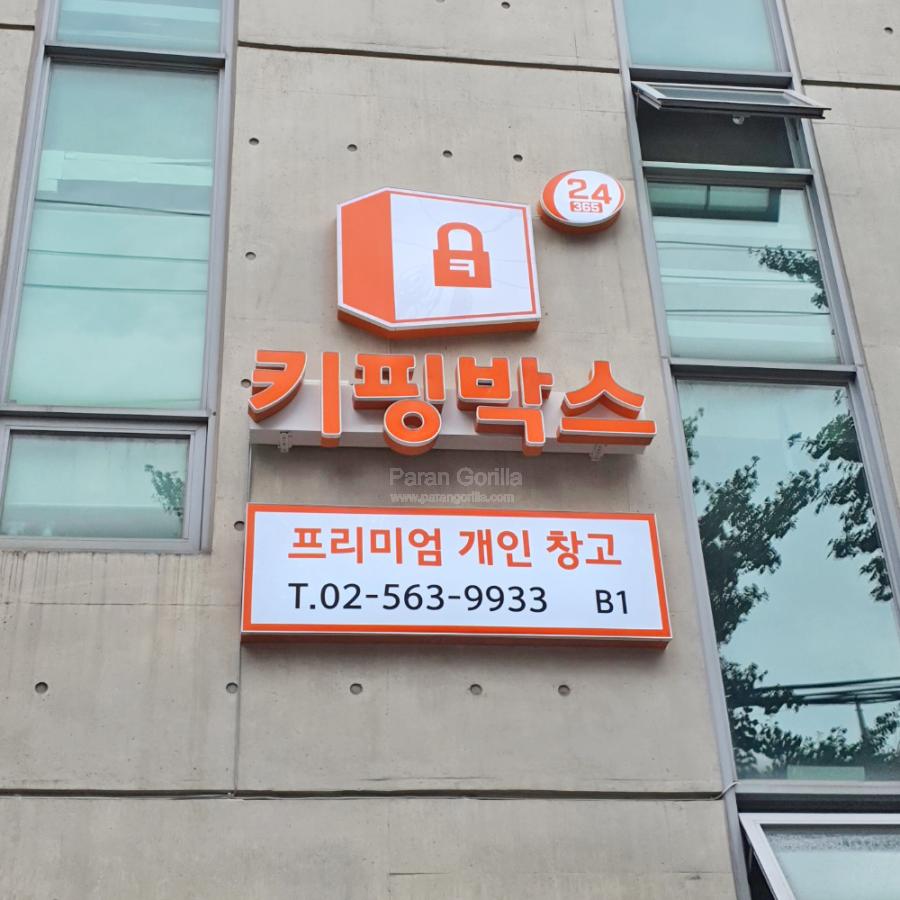 24
365
ㅋ
키핑박스
Paran Gorilla
www.parangorilla.com
프리미엄 개인 창고
T.02-563-9933 B1